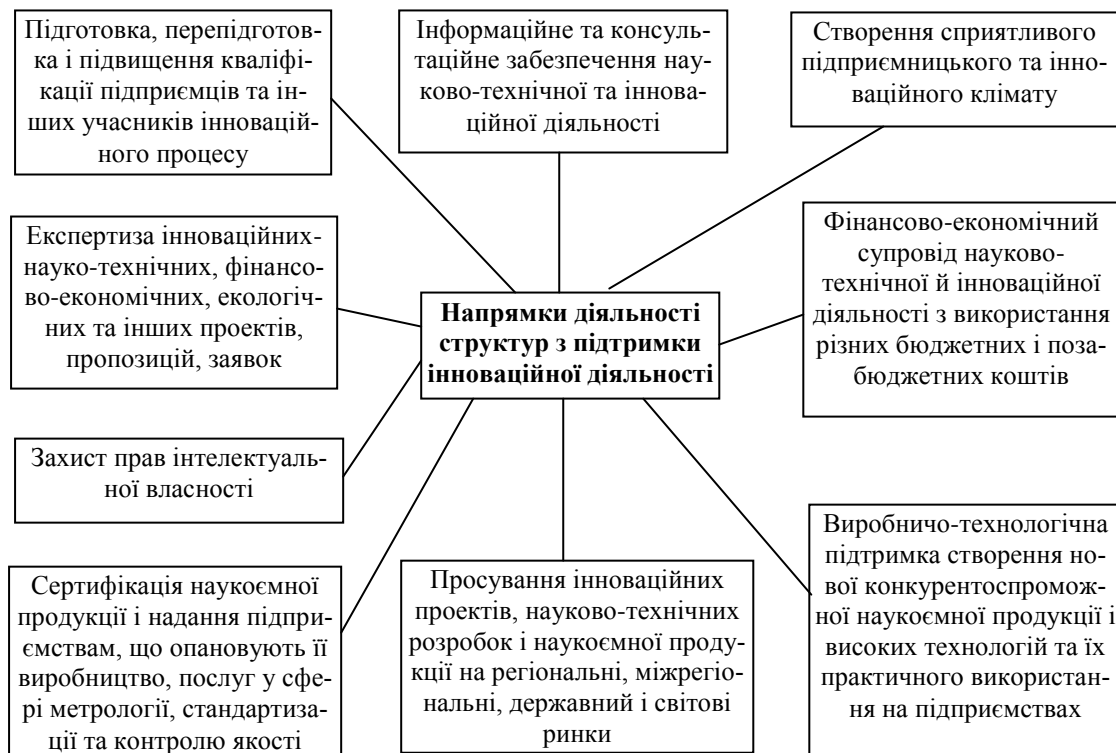 Підготовка, перепідготов-
ка і підвищення кваліфі-
кації підприємців та ін-
ших учасників інновацій-
ного процесу
Інформаційне та консуль-
таційне забезпечення нау-
ково-технічної та іннова-
ційної діяльності
Створення сприятливого
підприємницького та інно-
ваційного клімату
Експертиза інноваційних-
науко-технічних, фінансо-
во-економічних, екологіч-
них та інших проектів,
пропозицій, заявок
Напрямки діяльності
структур з підтримки
інноваційної діяльності
Фінансово-економічний
супровід науково-
технічної й інноваційної
діяльності з використання
різних бюджетних і поза-
бюджетних коштів
Захист прав інтелектуаль-
ної власності
Сертифікація наукоємної
продукції і надання підпри-
ємствам, що опановують її
виробництво, послуг у сфе-
рі метрології, стандартиза-
ції та контролю якості
Просування інноваційних
проектів, науково-технічних
розробок і наукоємної проду-
кції на регіональні, міжрегіо-
нальні, державний і світові
ринки
Виробничо-технологічна
підтримка створення но-
вої конкурентоспромож-
ної наукоємної продукції і
високих технологій та їх
практичного використан-
ня на підприємствах